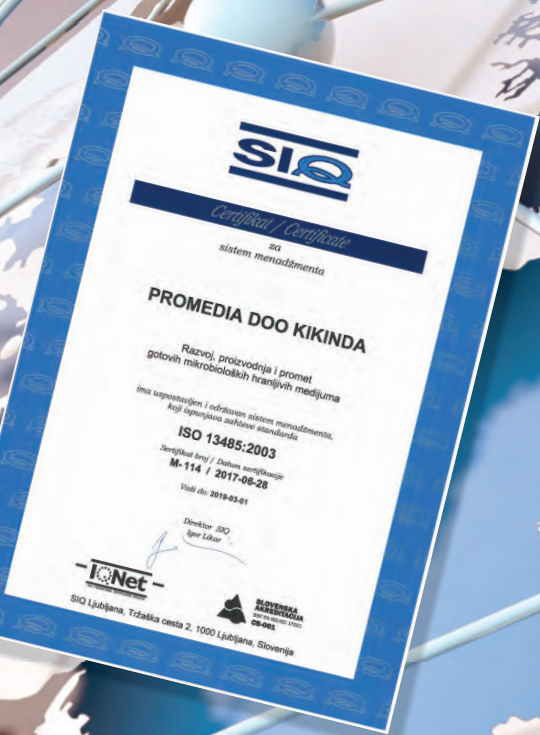 SIQ
Certifikat / Certificate
za
sistem menadžmenta
PROMEDIA DOO KIKINDA
Razvoj, proizvodnja i promet
gotovih mikrobioloških hranljivih medijuma
ima uspostavljen i održavan sistem menadžmenta,
koji ispunjava zahteve standarda
ISO 13485:2003
Sertifikat broj / Datum sertifikacije
M-114 / 2017-06-28
Važi do: 2019-03-01
Direktor SIQ
Igor Likar
IQNet
SLOVENSKA
AKREDITACIJA
CS-001
SIQ Ljubljana, Tržaška cesta 2, 1000 Ljubljana, Slovenija